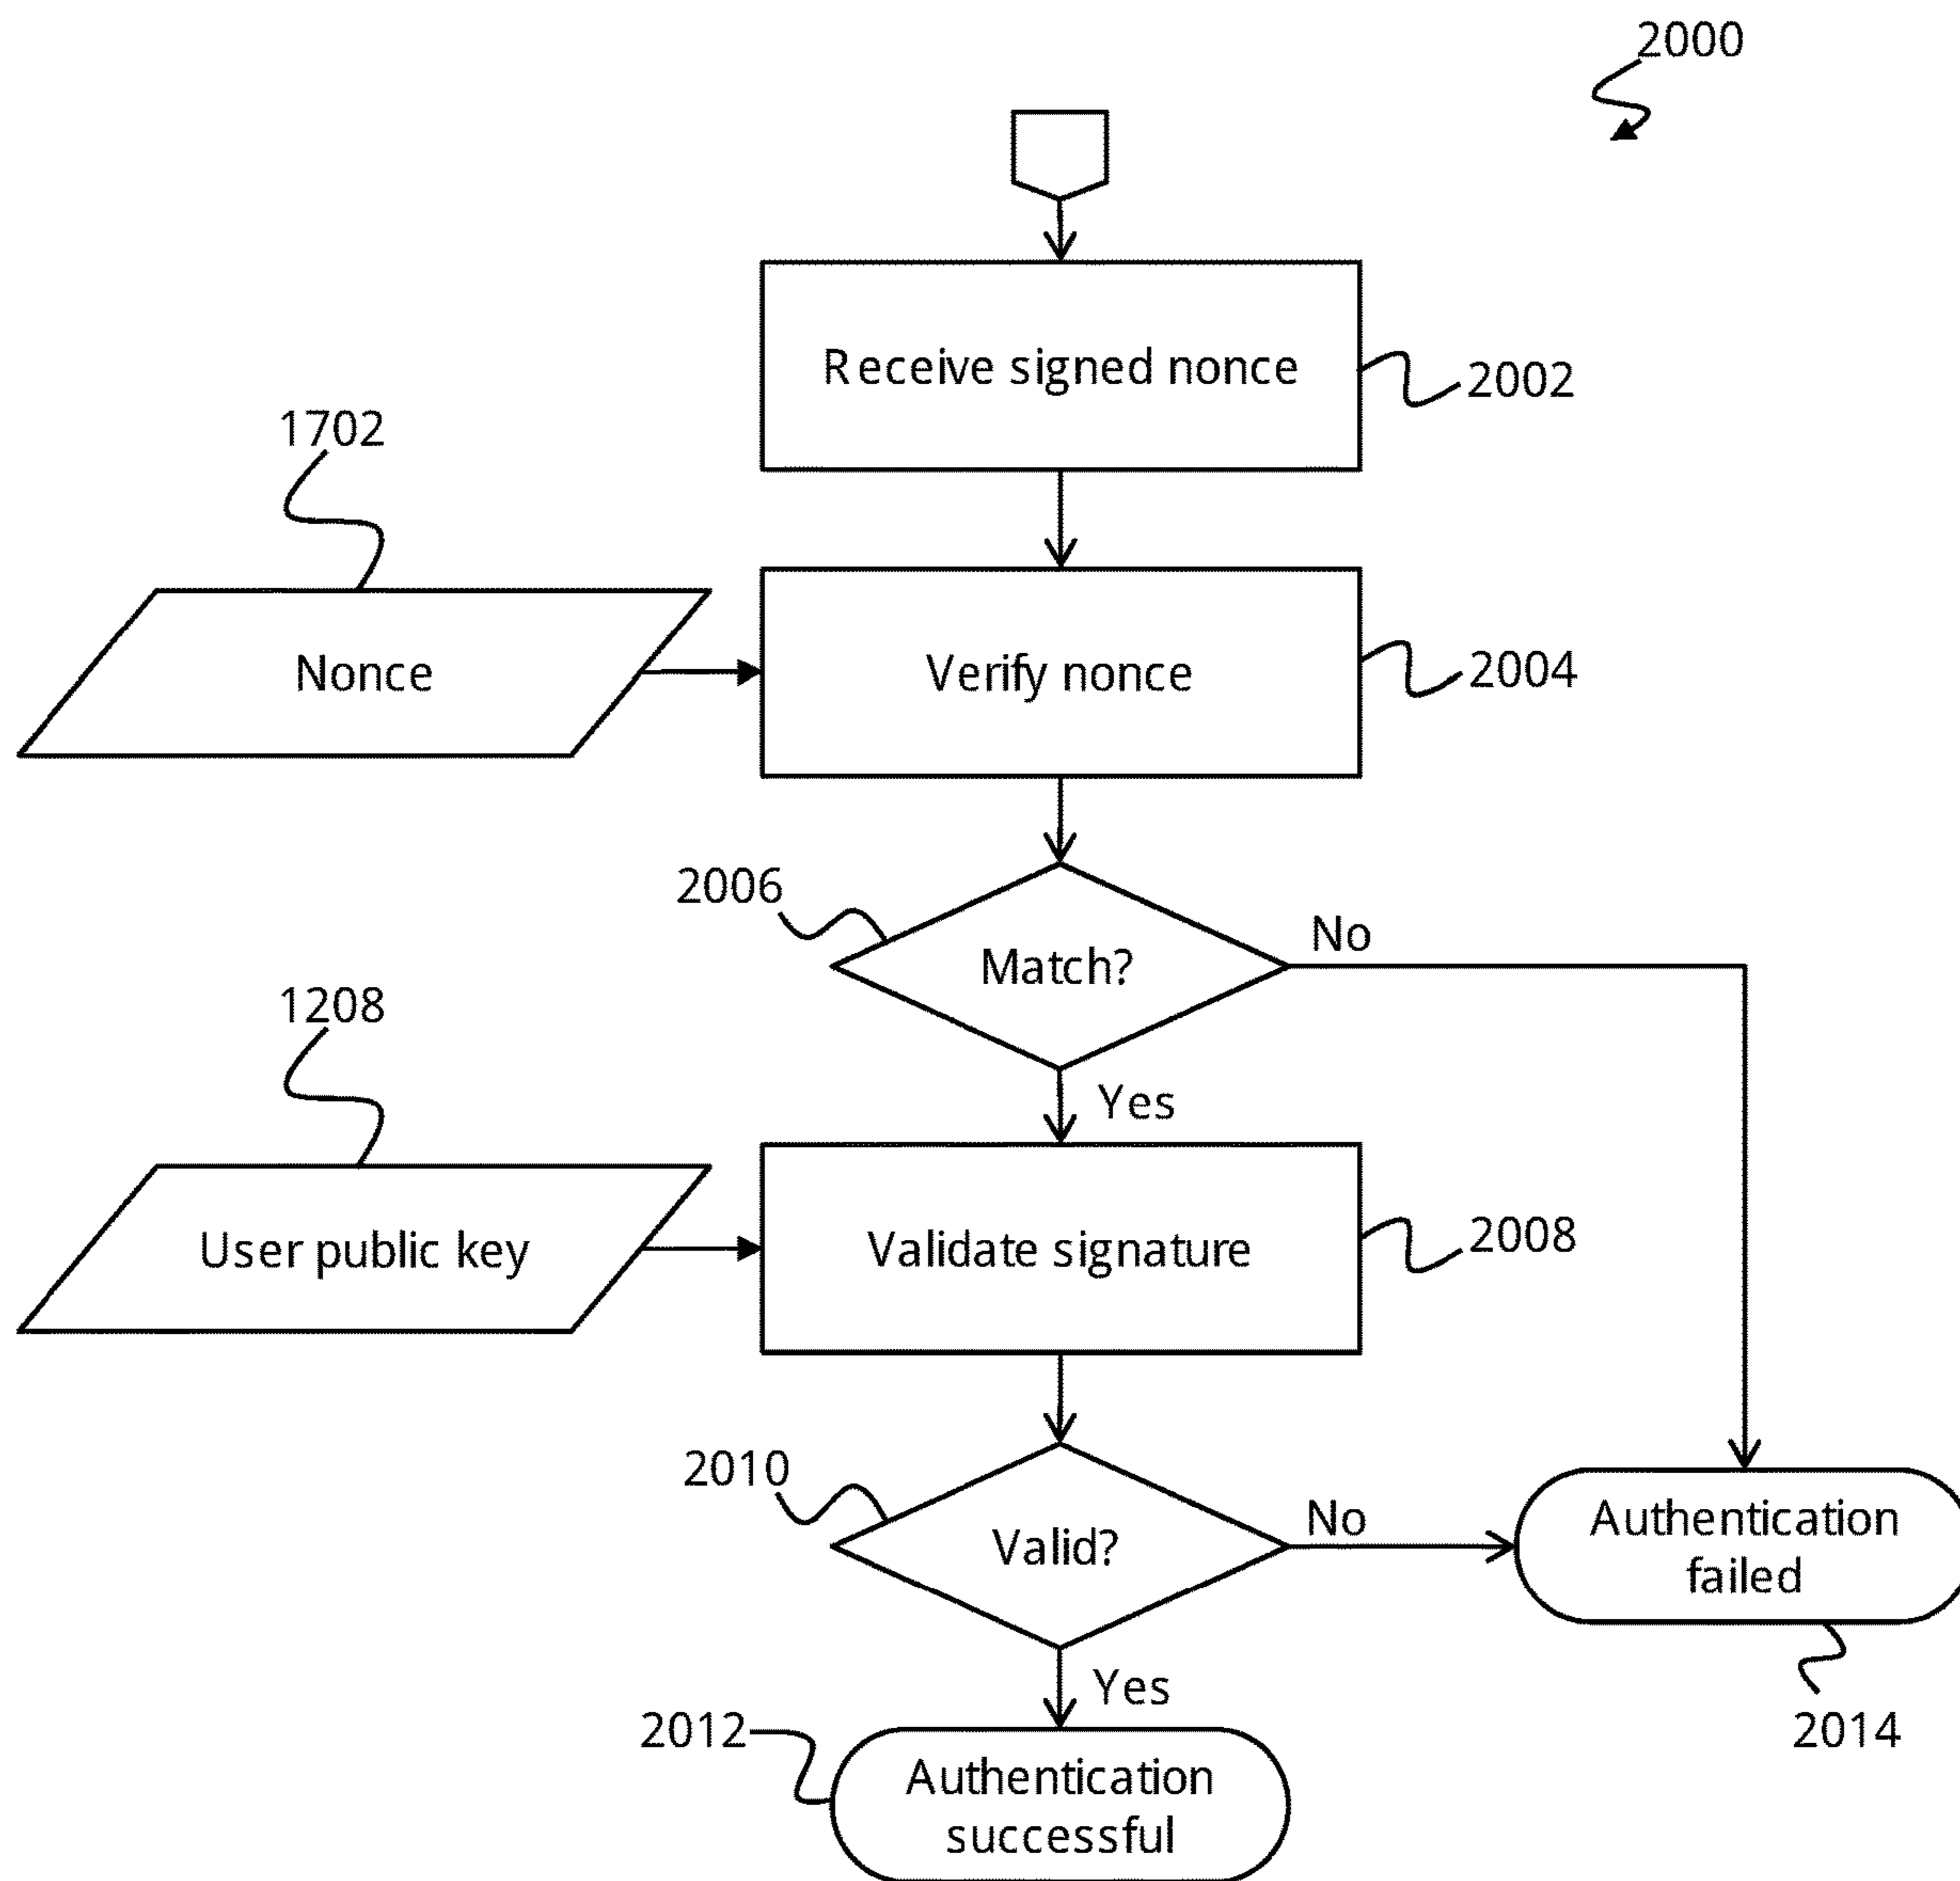 2000
Receive signed nonce
2002
1702
Nonce
Verify nonce
2004
2006
Match?
No
Yes
1208
User public key
Validate signature
2008
2010
Valid?
No
Authentication
failed
Yes
2014
2012
Authentication
successful